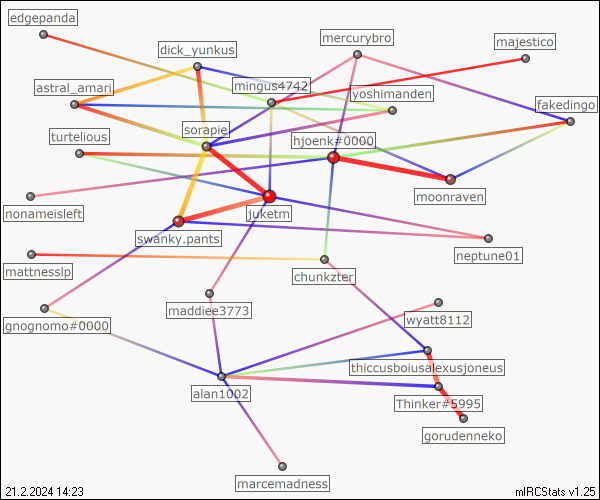 edgepanda
mercurybro
majestico
dick_yunkus
mingus4742
astral_amari
yoshimanden
fakedingo
turtelious
sorapie
hjoenk#0000
moonraven
nonameisleft
juketm
swanky.pants
neptune01
mattnesslp
chunkzter
maddiee3773
wyatt8112
gnognomo#0000
thiccusboiusalexusjoneus
alan1002
Thinker#5995
gorudenneko
marcemadness
21.2.2024 14:23
mIRCStats v1.25